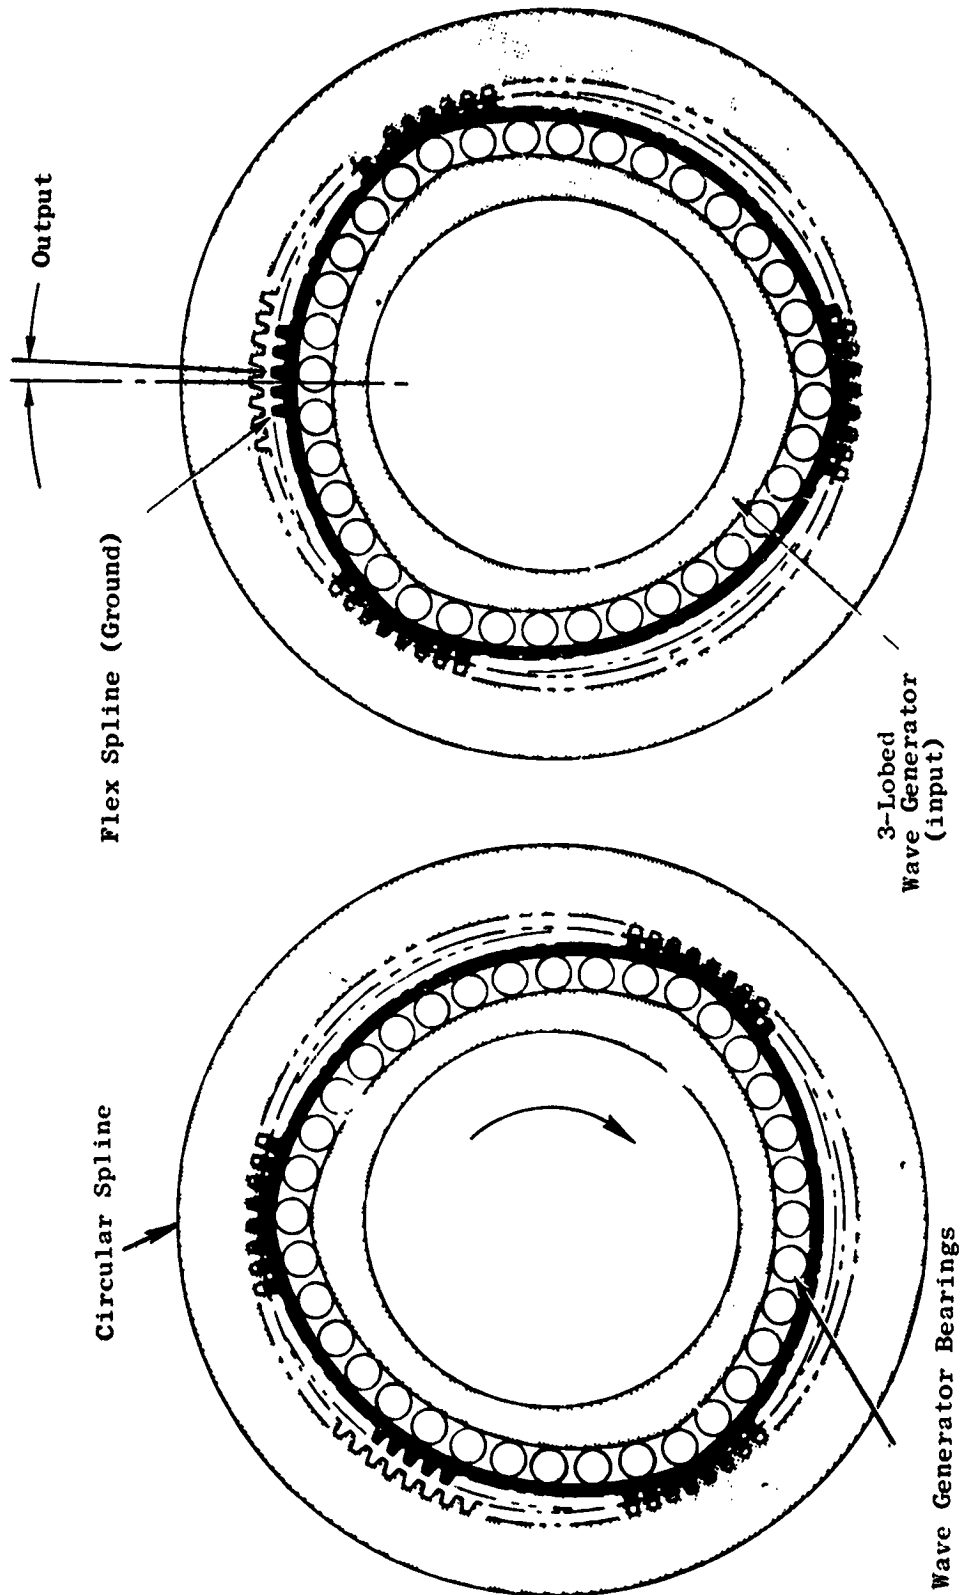 Circular Spline
Wave Generator Bearings
Flex Spline (Ground)
Output
3-Lobed
Wave Generator
(input)